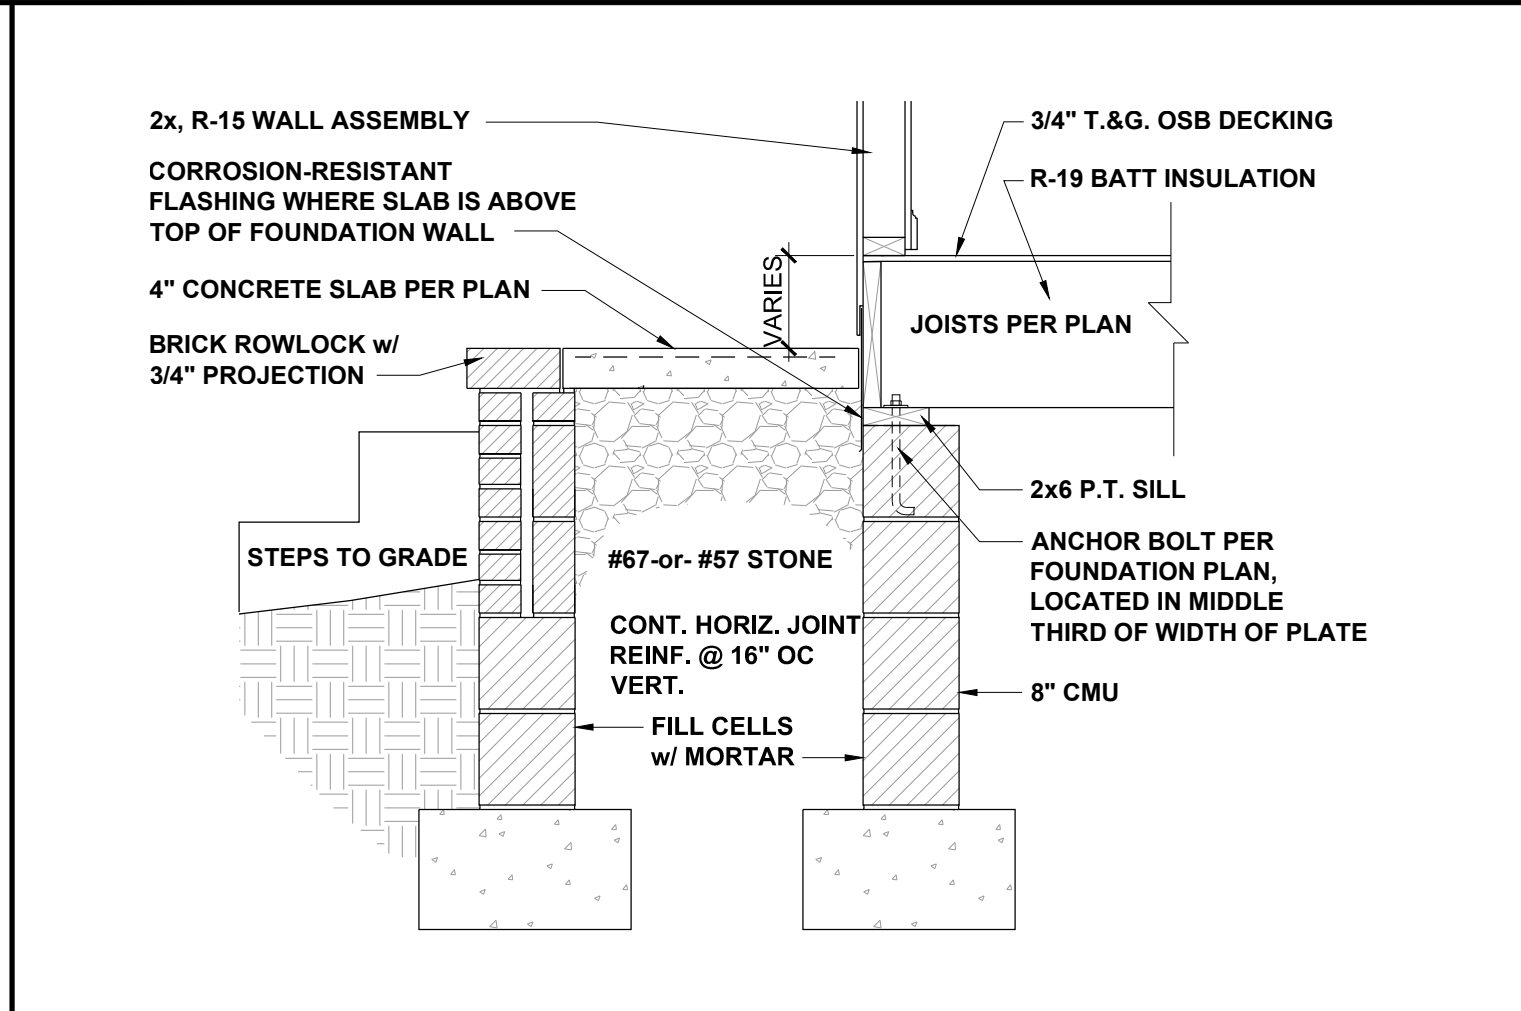 2x, R-15 WALL ASSEMBLY
CORROSION-RESISTANT
FLASHING WHERE SLAB IS ABOVE
TOP OF FOUNDATION WALL
4" CONCRETE SLAB PER PLAN
BRICK ROWLOCK w/
3/4" PROJECTION
VARIES
3/4" T.&G. OSB DECKING
R-19 BATT INSULATION
JOISTS PER PLAN
STEPS TO GRADE
#67-or- #57 STONE
CONT. HORIZ. JOINT
REINF. @ 16" OC
VERT.
FILL CELLS
w/ MORTAR
2x6 P.T. SILL
ANCHOR BOLT PER
FOUNDATION PLAN,
LOCATED IN MIDDLE
THIRD OF WIDTH OF PLATE
8" CMU